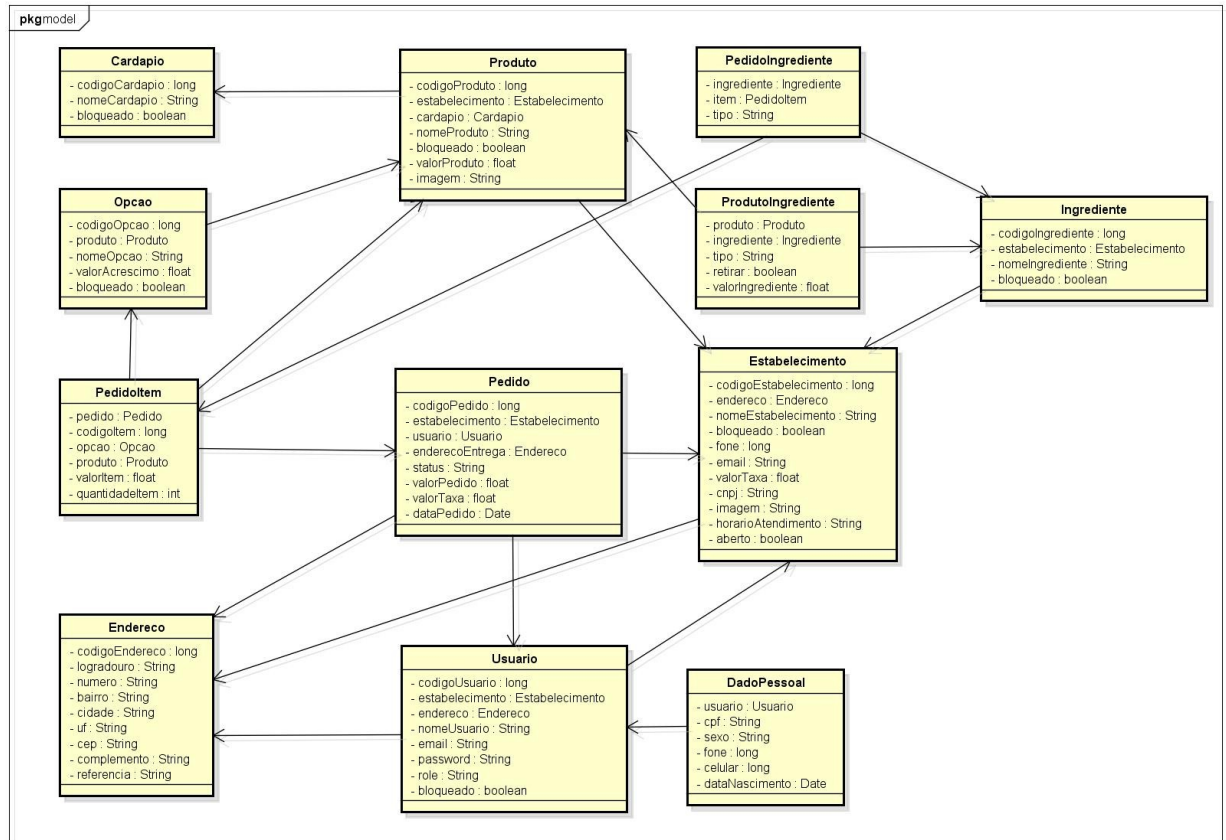 pkg model
Cardapio
- codigoCardapio : long
- nomeCardapio : String
- bloqueado : boolean
Produto
- codigoProduto : long
- estabelecimento : Estabelecimento
- cardapio : Cardapio
- nomeProduto : String
- bloqueado : boolean
- valorProduto : float
- imagem : String
PedidoIngrediente
- ingrediente : Ingrediente
- item : PedidoItem
- tipo : String
Opcao
- codigoOpcao : long
- produto : Produto
- nomeOpcao : String
- valorAcrescimo : float
- bloqueado : boolean
ProdutoIngrediente
- produto : Produto
- ingrediente : Ingrediente
- tipo : String
- retirar : boolean
- valorIngrediente : float
Ingrediente
- codigoIngrediente : long
- estabelecimento : Estabelecimento
- nomeIngrediente : String
- bloqueado : boolean
PedidoItem
- pedido : Pedido
- codigoItem : long
- opcao : Opcao
- produto : Produto
- valorItem : float
- quantidadeItem : int
Pedido
- codigoPedido : long
- estabelecimento : Estabelecimento
- usuario : Usuario
- enderecoEntrega : Endereco
- status : String
- valorPedido : float
- valorTaxa : float
- dataPedido : Date
Estabelecimento
- codigoEstabelecimento : long
- endereco : Endereco
- nomeEstabelecimento : String
- bloqueado : boolean
- fone : long
- email : String
- valorTaxa : float
- cnpj : String
- imagem : String
- horarioAtendimento : String
- aberto : boolean
Endereco
- codigoEndereco : long
- logradouro : String
- numero : String
- bairro : String
- cidade : String
- uf : String
- cep : String
- complemento : String
- referencia : String
Usuario
- codigoUsuario : long
- estabelecimento : Estabelecimento
- endereco : Endereco
- nomeUsuario : String
- email : String
- password : String
- role : String
- bloqueado : boolean
DadoPessoal
- usuario : Usuario
- cpf : String
- sexo : String
- fone : long
- celular : long
- dataNascimento : Date